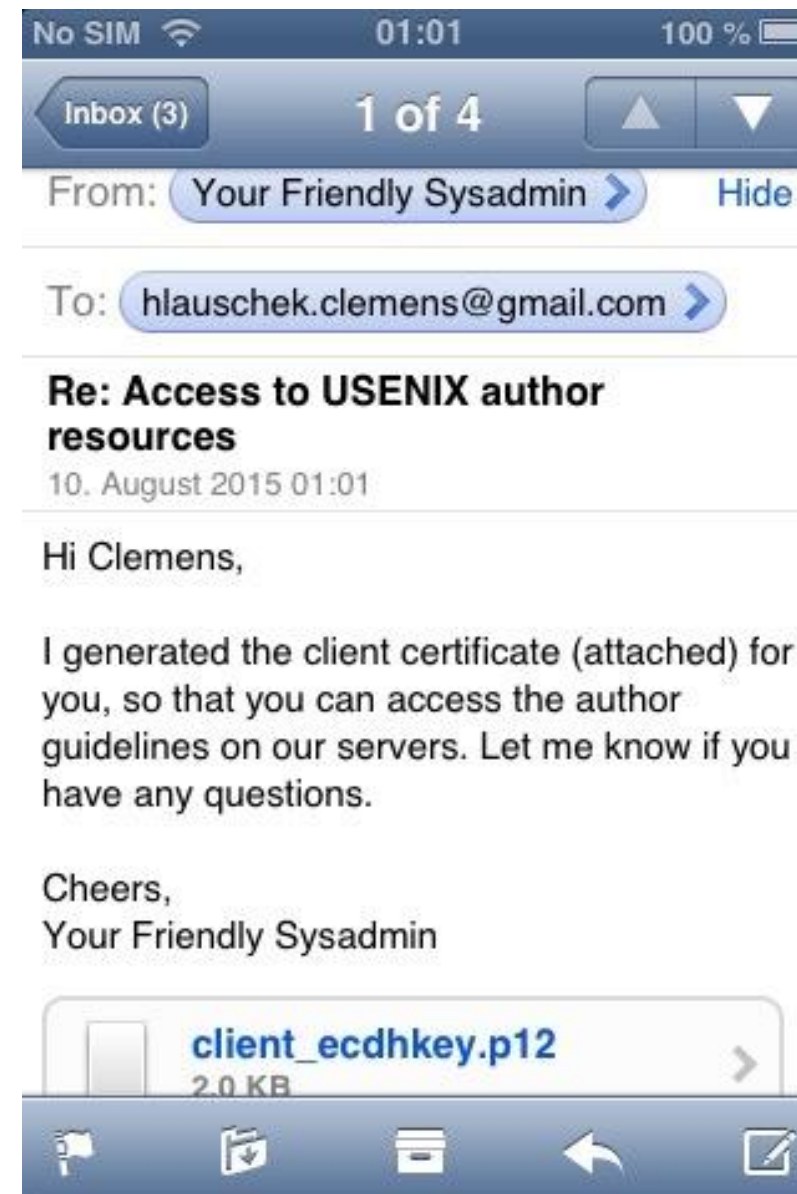 No SIM 01:01 100 %
Inbox (3) 1 of 4
From: Your Friendly Sysadmin Hide
To: hlauschek.clemens@gmail.com
Re: Access to USENIX author
resources
10. August 2015 01:01
Hi Clemens,
I generated the client certificate (attached) for
you, so that you can access the author
guidelines on our servers. Let me know if you
have any questions.
Cheers,
Your Friendly Sysadmin
client_ecdhkey.p12
2.0 KB